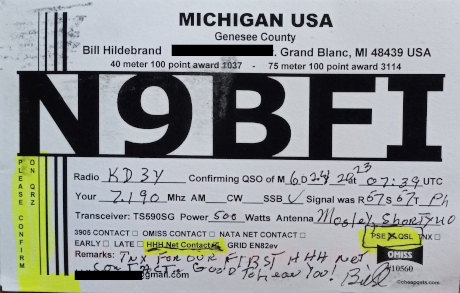 MICHIGAN USA
Genesee County
Bill Hildebrand . Grand Blanc, MI 48439 USA
40 meter 100 point award 1037 - 75 meter 100 point award 3114
N9BFI
PLEASE CONFIRM
ON QRZ
Radio KD3Y Confirming QSO of M 6 D 24 20 23 at 07:39 UTC
Your 7.190 Mhz AM CW SSB ✓ Signal was R S T Ph
Transceiver: TS590SG Power 500 Watts Antenna Mosley, Shorty40
3905 CONTACT OMISS CONTACT NATA NET CONTACT
PSE X QSL TNX
EARLY LATE HHH Net Contact GRID EN82ev
OMISS
#10560
Remarks: TNX FOR OUR FIRST HHH NET
CONTACT. GOOD TO hear You! Bill
@gmail.com
©cheapqsls.com